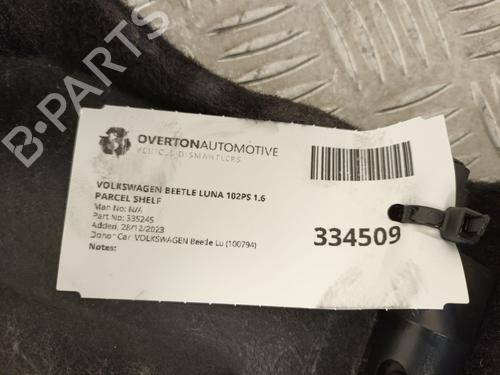 B-PARTS
OVERTONAUTOMOTIVE
VEHICLE DISMANTLERS
VOLKSWAGEN BEETLE LUNA 102PS 1.6
PARCEL SHELF
Man No: N/A
Part No: 335245
Added: 28/12/2023
Donor Car: VOLKSWAGEN Beetle Lu (100794)
Notes:
334509